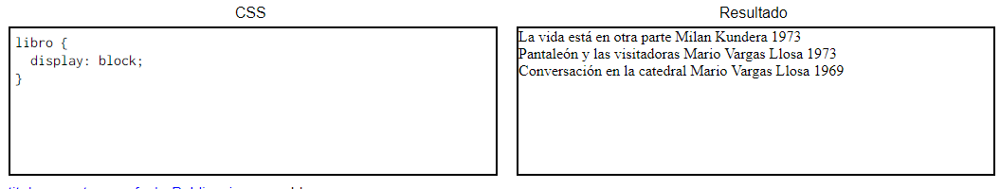 CSS
Resultado
libro {
  display: block;
}
La vida está en otra parte Milan Kundera 1973
Pantaleón y las visitadoras Mario Vargas Llosa 1973
Conversación en la catedral Mario Vargas Llosa 1969